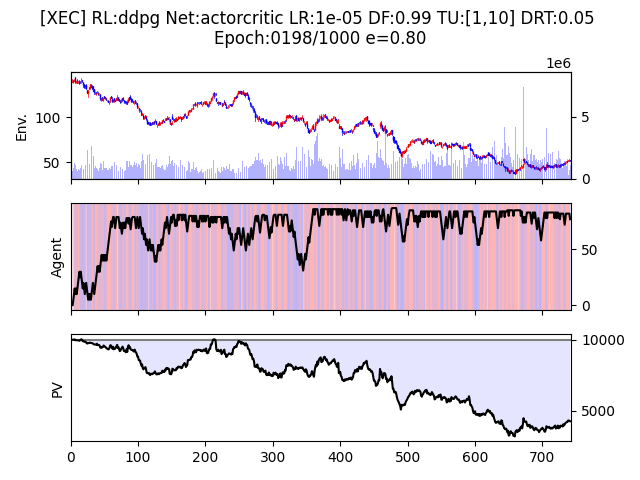 [XEC] RL:ddpg Net:actorcritic LR:1e-05 DF:0.99 TU:[1,10] DRT:0.05
Epoch:0198/1000 e=0.80
1e6
Env.
100
50
5
0
Agent
50
0
PV
10000
5000
0 100 200 300 400 500 600 700